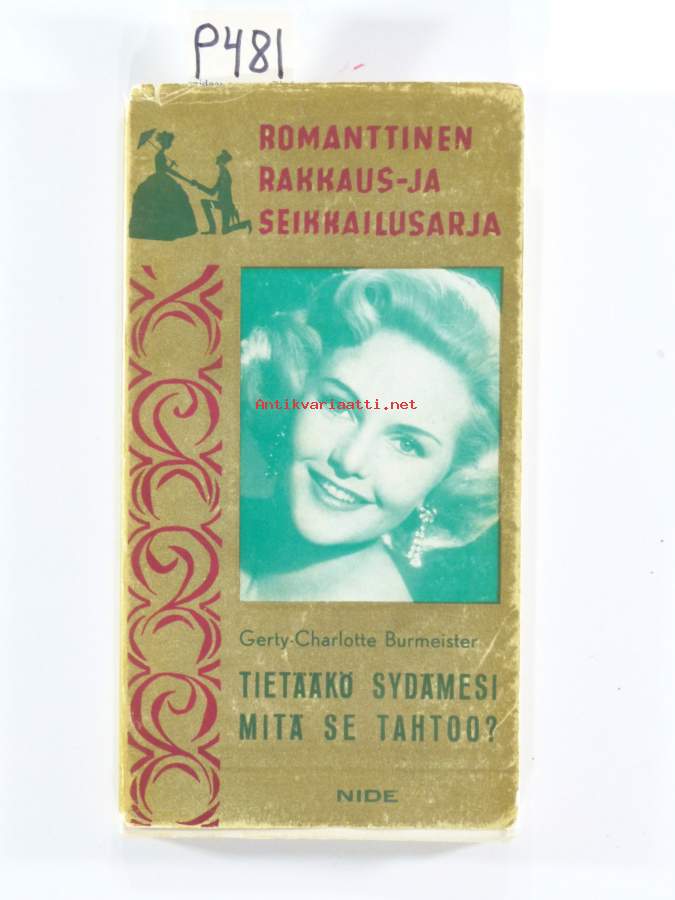 P481
ROMANTTINEN
RAKKAUS-JA
SEIKKAILUSARJA
Antikvariaatti.net
Gerty-Charlotte Burmeister
TIETÄÄKÖ SYDÄMESI
MITÄ SE TAHTOO?
NIDE